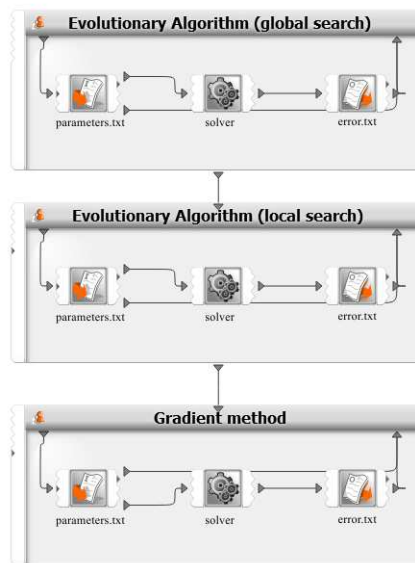 Evolutionary Algorithm (global search)
parameters.txt solver error.txt
Evolutionary Algorithm (local search)
parameters.txt solver error.txt
Gradient method
parameters.txt solver error.txt